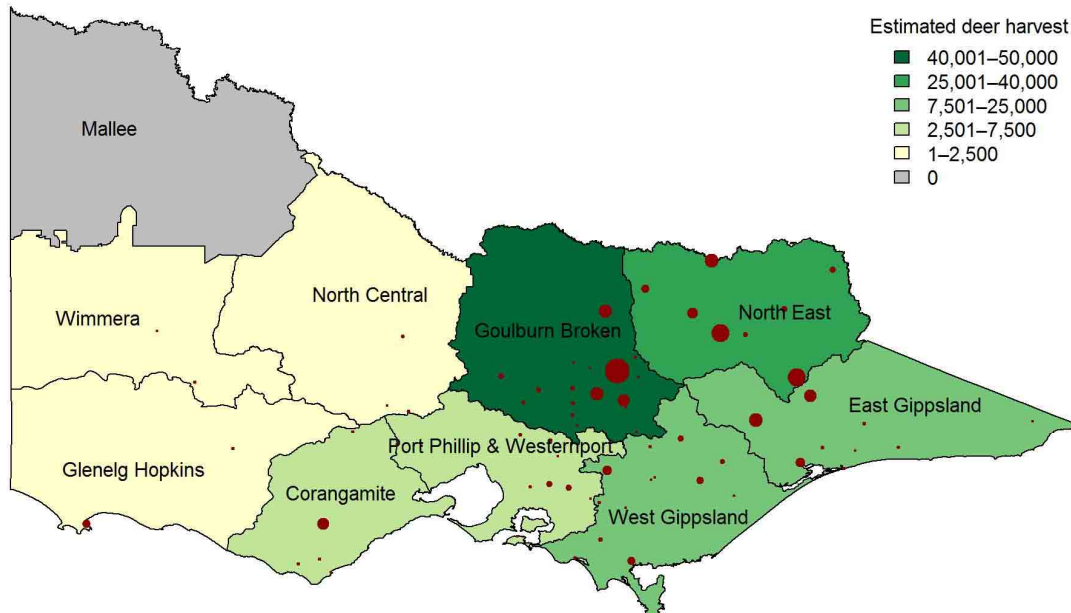 Estimated deer harvest
40,001–50,000
25,001–40,000
7,501–25,000
2,501–7,500
1–2,500
0
Mallee
North Central
Wimmera
Goulburn Broken
North East
East Gippsland
Port Phillip & Westernport
Glenelg Hopkins
Corangamite
West Gippsland